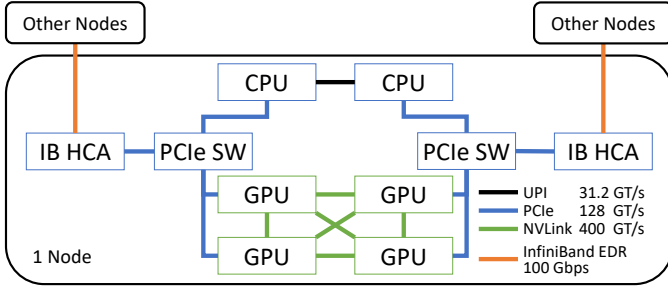 Other Nodes
Other Nodes
CPU
CPU
IB HCA
PCIe SW
PCIe SW
IB HCA
GPU
GPU
GPU
GPU
UPI 31.2 GT/s
PCIe 128 GT/s
NVLink 400 GT/s
InfiniBand EDR
100 Gbps
1 Node